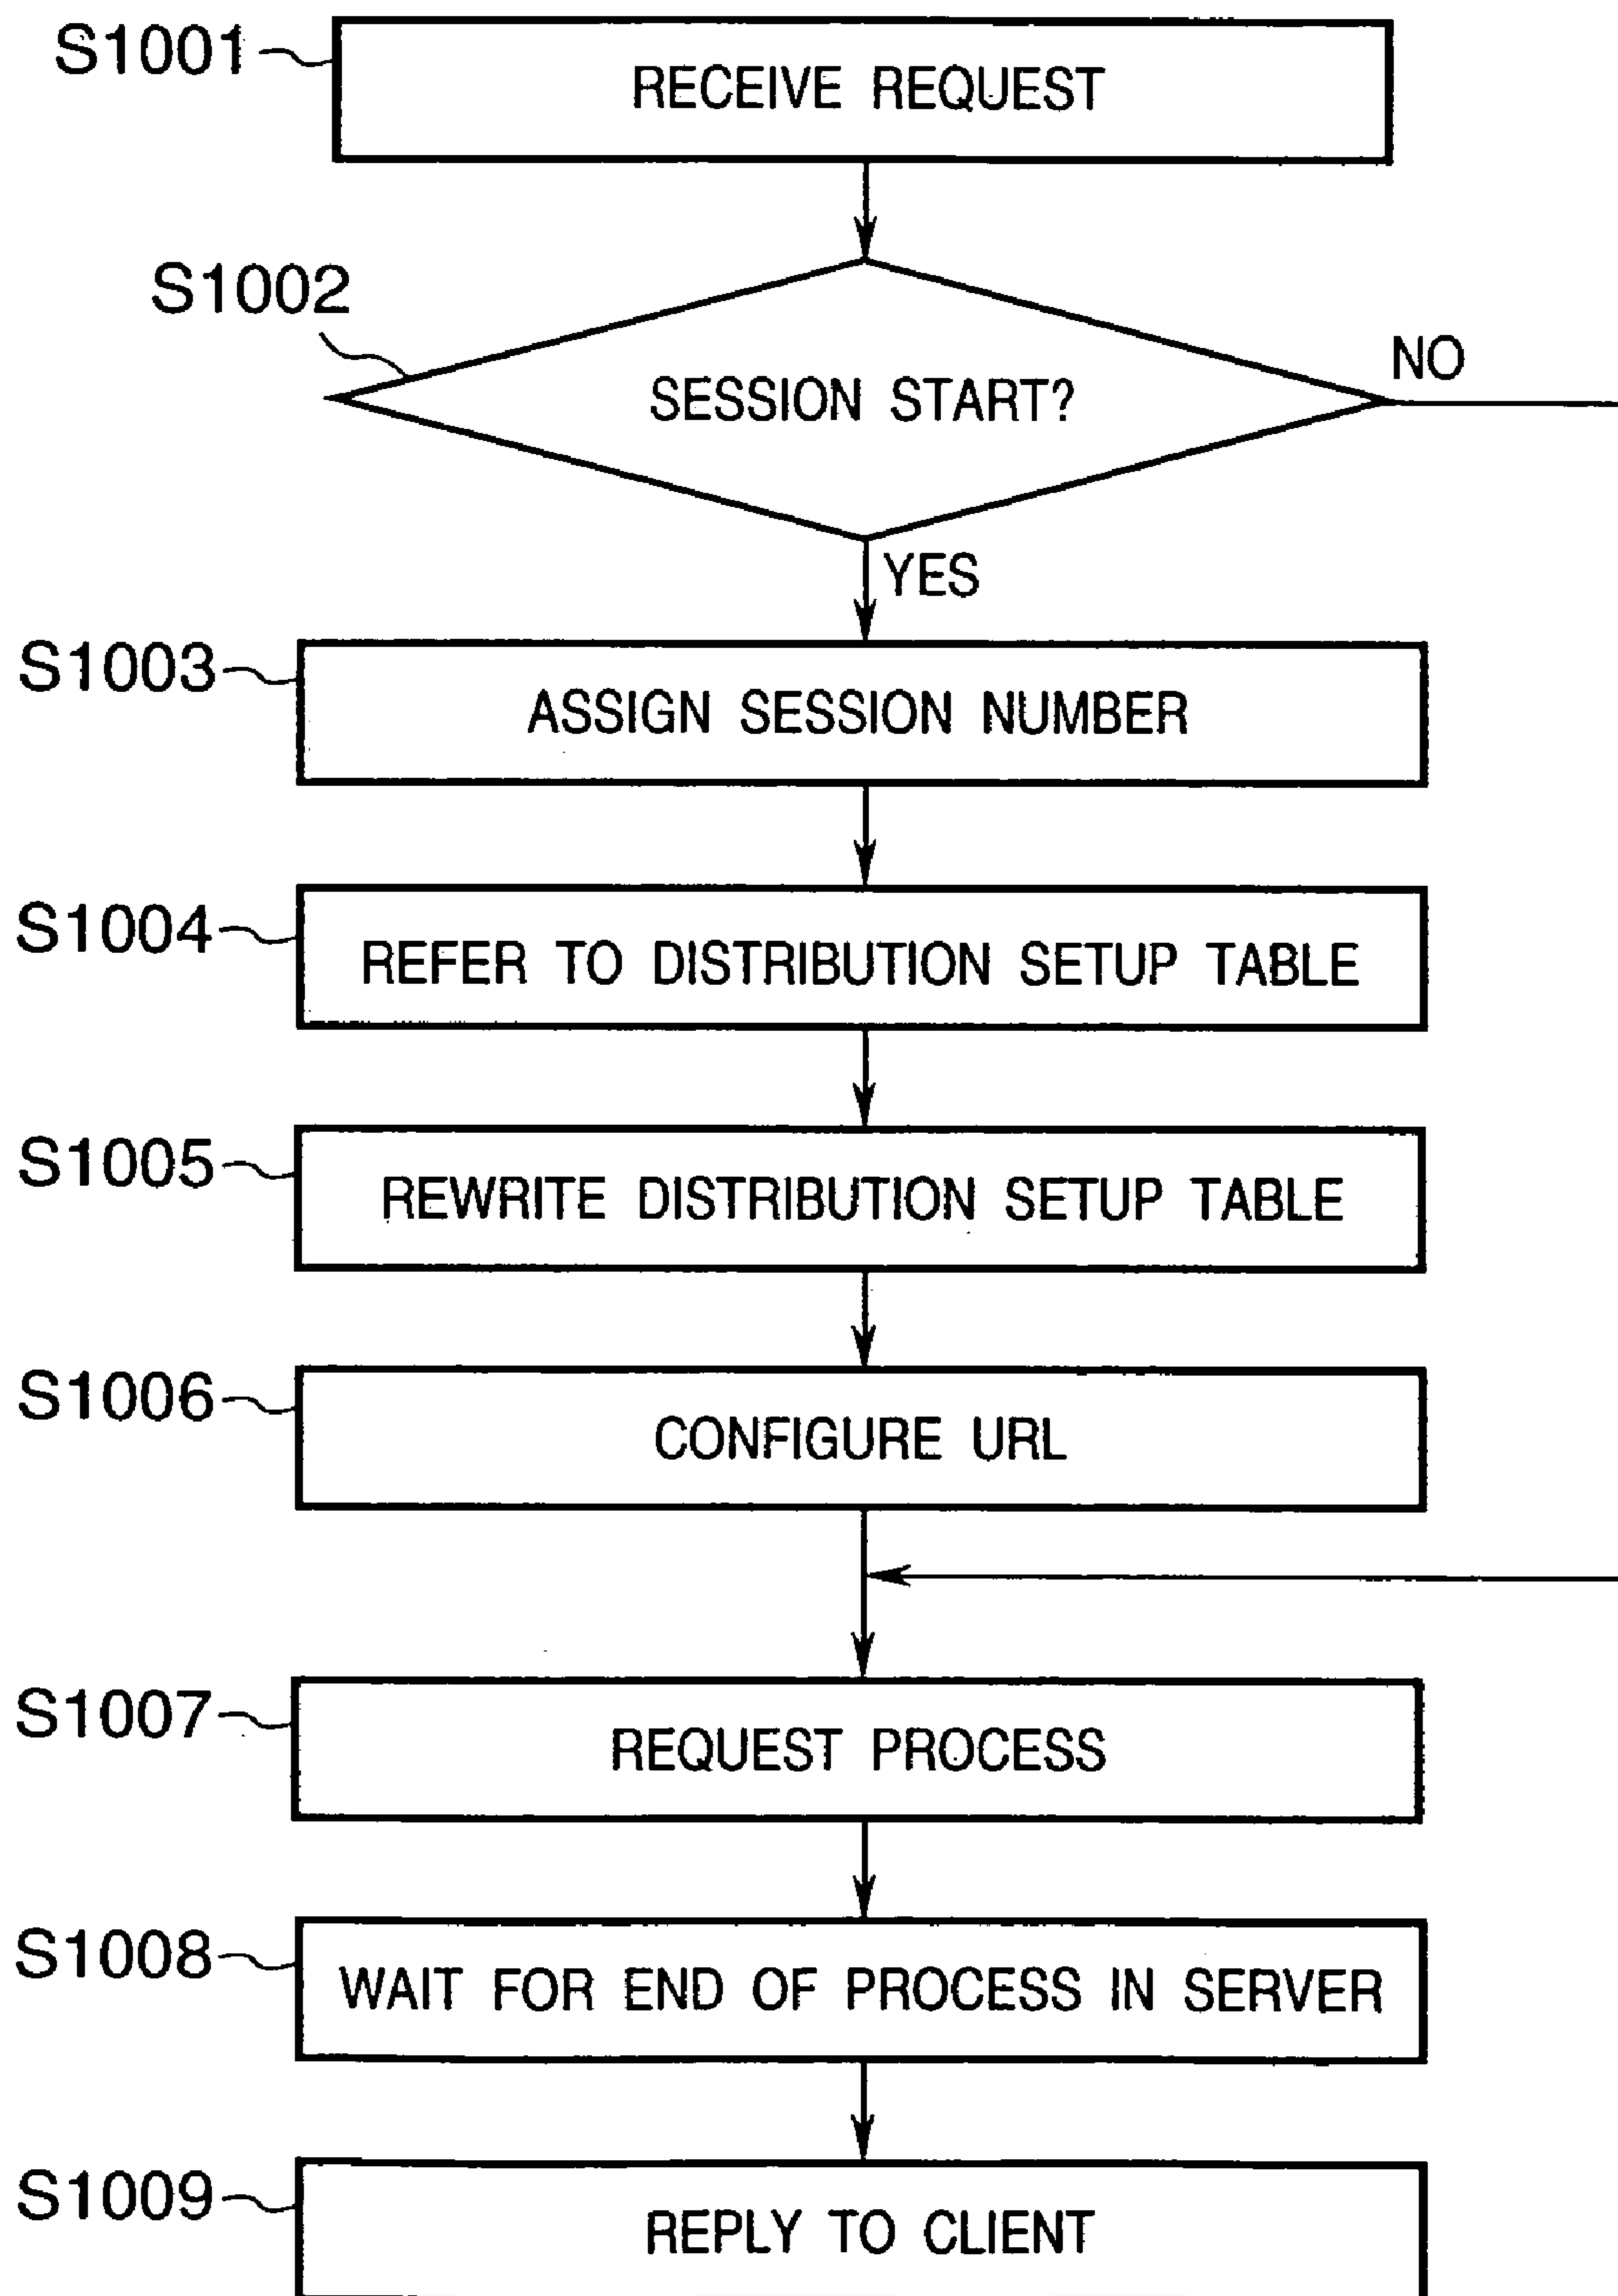 S1001
RECEIVE REQUEST
S1002
SESSION START?
NO
YES
S1003
ASSIGN SESSION NUMBER
S1004
REFER TO DISTRIBUTION SETUP TABLE
S1005
REWRITE DISTRIBUTION SETUP TABLE
S1006
CONFIGURE URL
S1007
REQUEST PROCESS
S1008
WAIT FOR END OF PROCESS IN SERVER
S1009
REPLY TO CLIENT